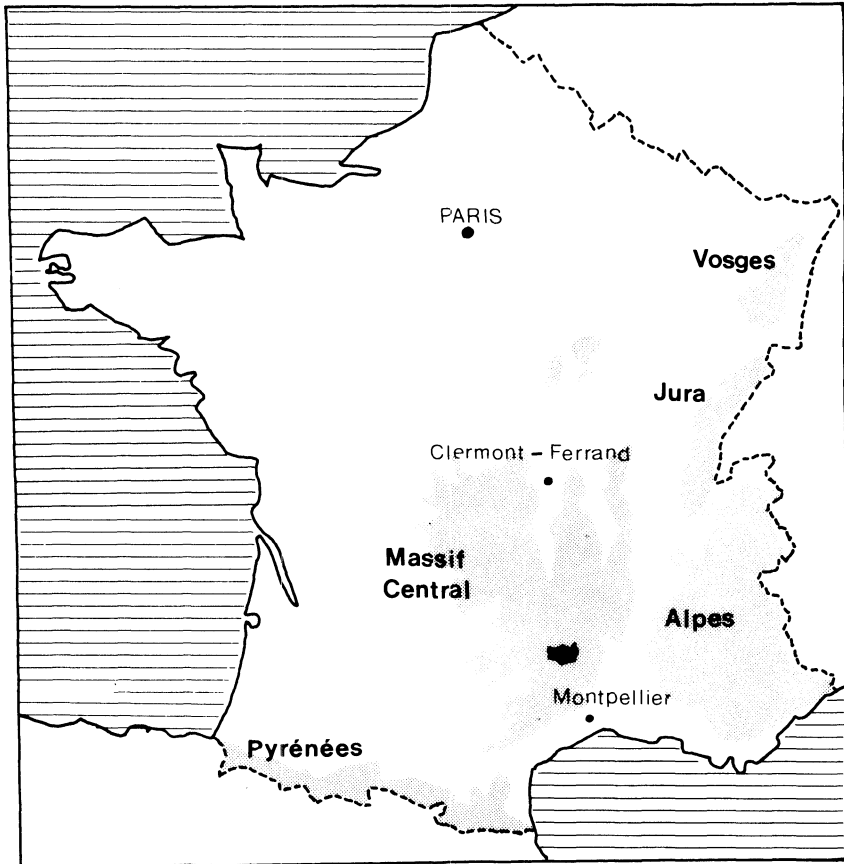 PARIS
Vosges
Jura
Clermont – Ferrand
Massif
Central
Alpes
Montpellier
Pyrénées